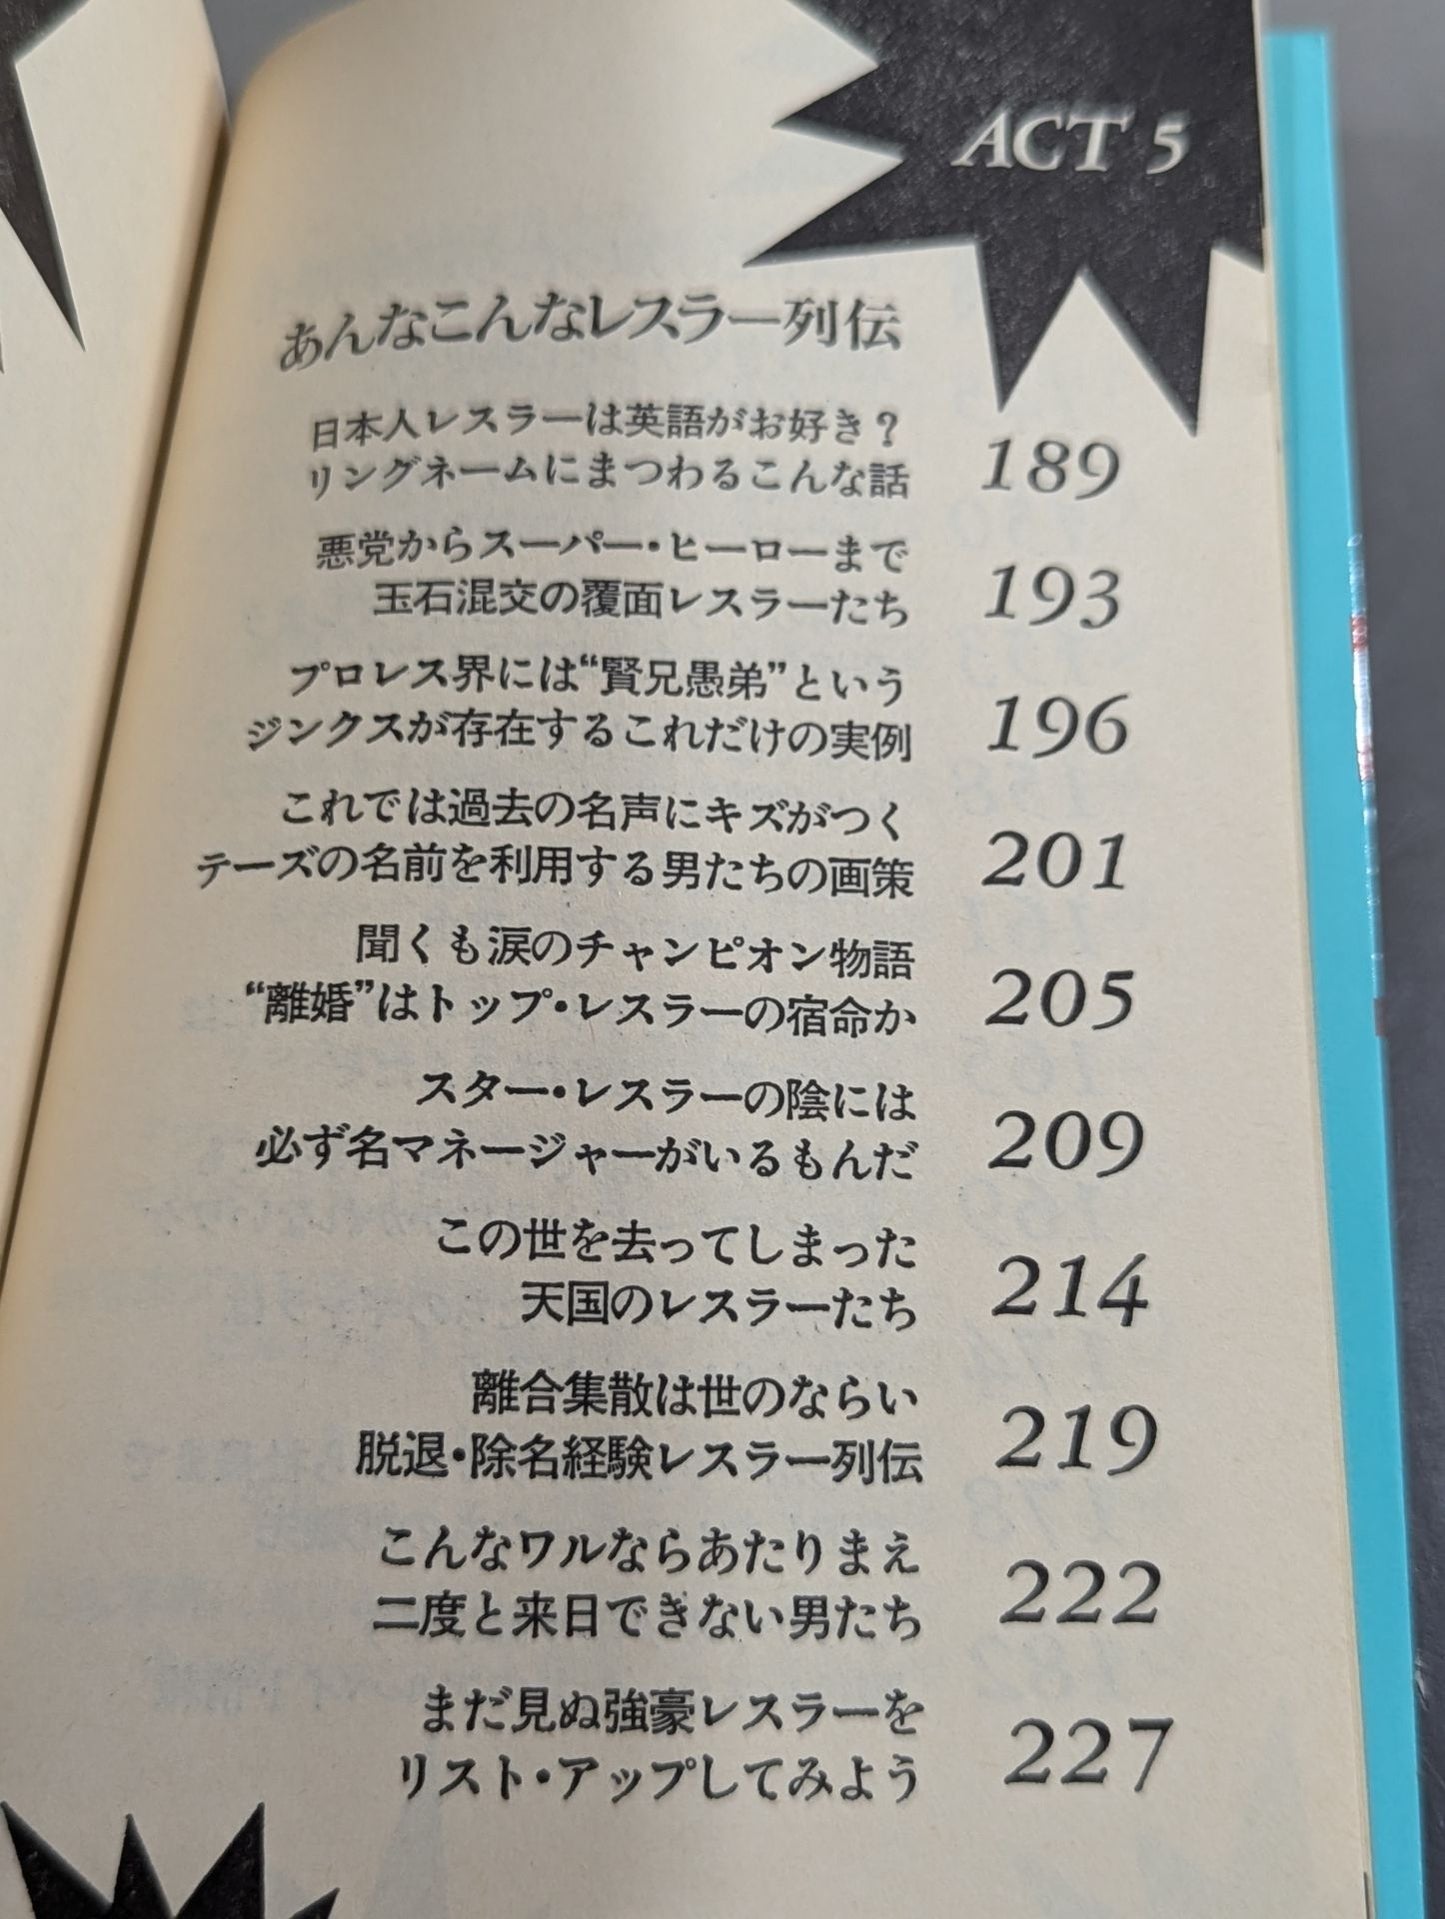 ACT 5
あんなこんなレスラー列伝
日本人レスラーは英語がお好き?
リングネームにまつわるこんな話 189
悪党からスーパー・ヒーローまで
玉石混交の覆面レスラーたち 193
プロレス界には“賢兄愚弟”という
ジンクスが存在するこれだけの実例 196
これでは過去の名声にキズがつく
テーズの名前を利用する男たちの画策 201
聞くも涙のチャンピオン物語
“離婚”はトップ・レスラーの宿命か 205
スター・レスラーの陰には
必ず名マネージャーがいるもんだ 209
この世を去ってしまった
天国のレスラーたち 214
離合集散は世のならい
脱退・除名経験レスラー列伝 219
こんなワルならあたりまえ
二度と来日できない男たち 222
まだ見ぬ強豪レスラーを
リスト・アップしてみよう 227